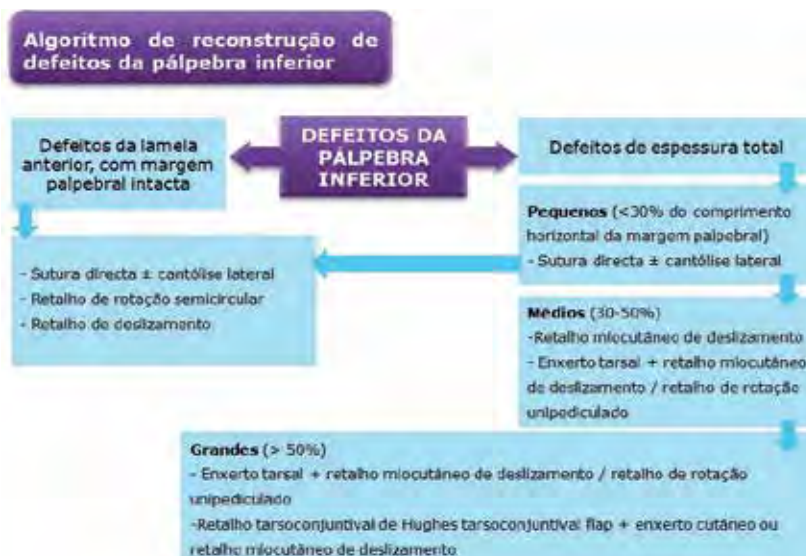 Algoritmo de reconstrução de
defeitos da pálpebra inferior
DEFEITOS DA
PÁLPEBRA
INFERIOR
Defeitos da lamela
anterior, com margem
palpebral intacta
- Sutura directa ± cantólise lateral
- Retalho de rotação semicircular
- Retalho de deslizamento
Defeitos de espessura total
Pequenos (<30% do comprimento
horizontal da margem palpebral)
- Sutura directa ± cantólise lateral
Médios (30-50%)
-Retalho miocutâneo de deslizamento
- Enxerto tarsal + retalho miocutâneo
de deslizamento / retalho de rotação
unipediculado
Grandes (> 50%)
- Enxerto tarsal + retalho miocutâneo de deslizamento / retalho de rotação
unipediculado
-Retalho tarsoconjuntival de Hughes tarsoconjuntival flap + enxerto cutâneo ou
retalho miocutâneo de deslizamento